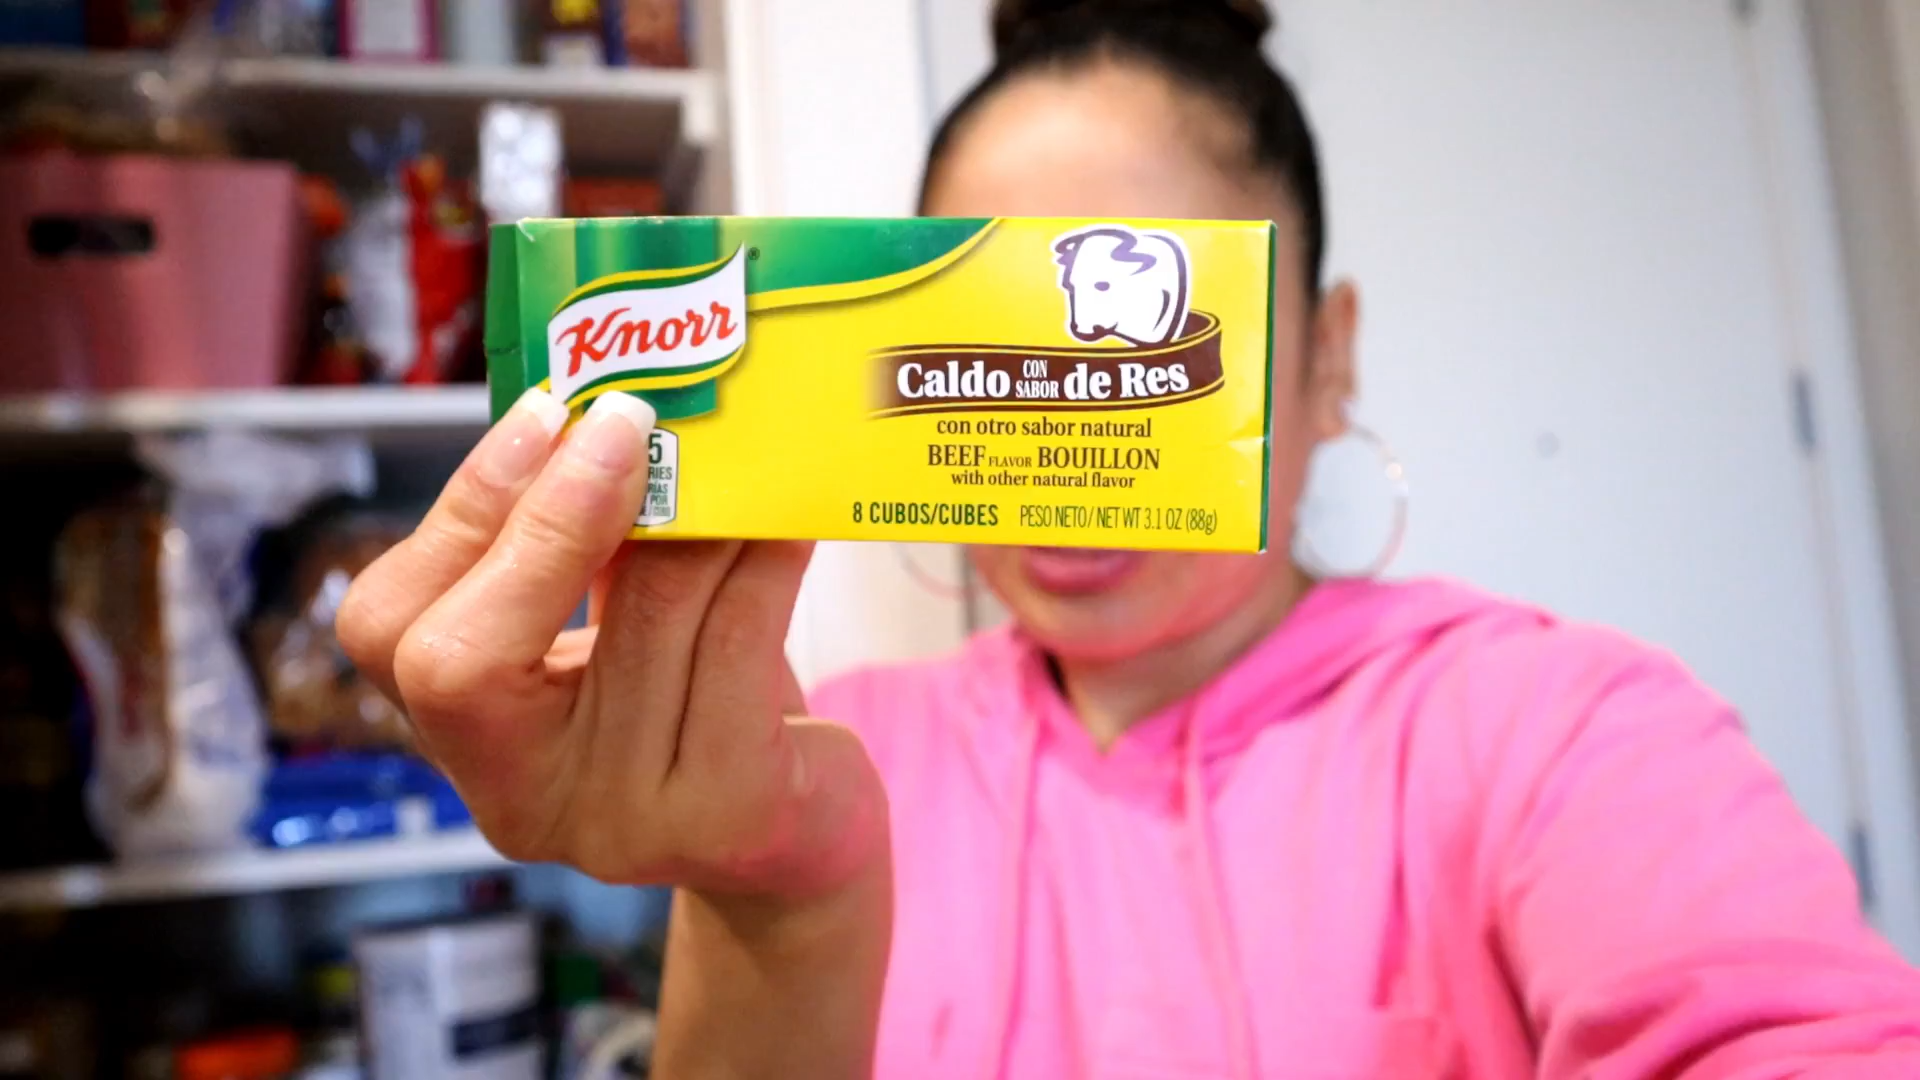 Knorr®
Caldo CON SABOR de Res
con otro sabor natural
BEEF FLAVOR BOUILLON
with other natural flavor
8 CUBOS/CUBES PESO NETO/NET WT 3.1 OZ (88g)
5